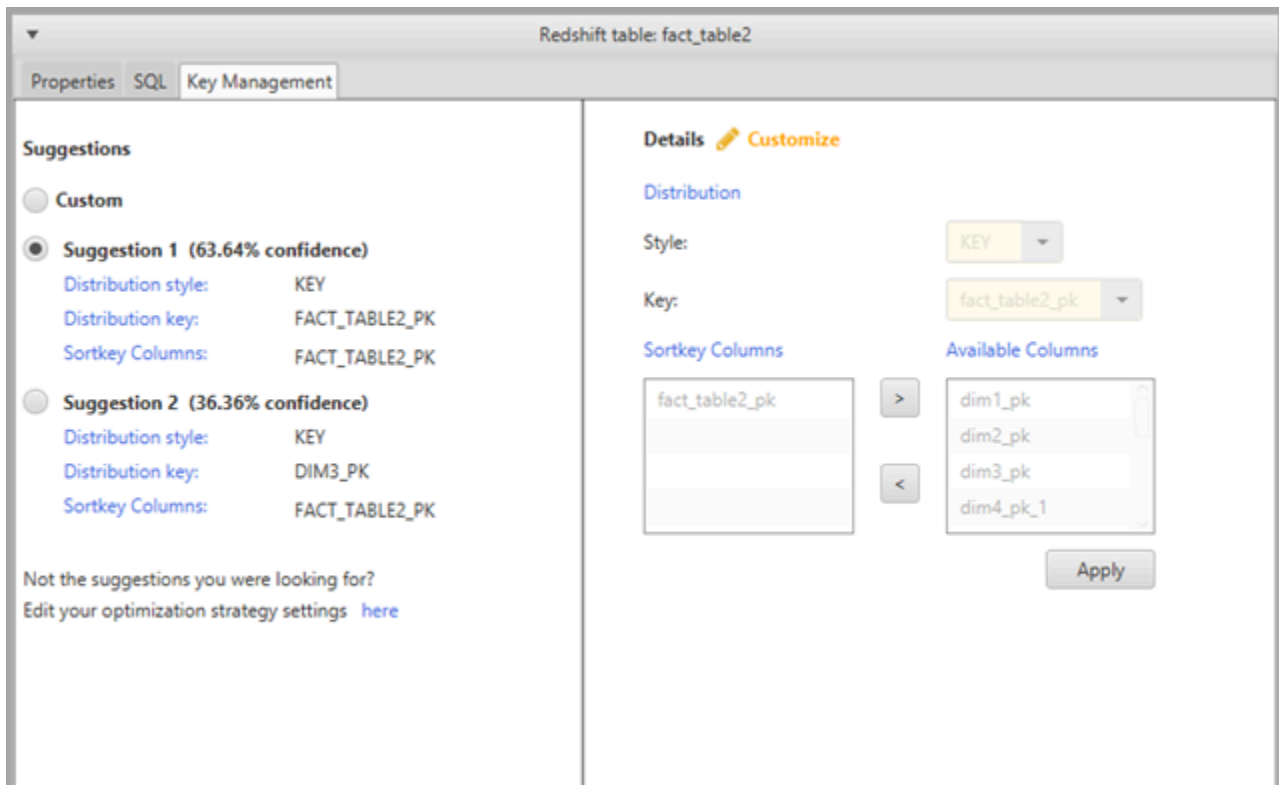 Redshift table: fact_table2
Properties SQL Key Management
Suggestions
Custom
Suggestion 1 (63.64% confidence)
Distribution style: KEY
Distribution key: FACT_TABLE2_PK
Sortkey Columns: FACT_TABLE2_PK
Suggestion 2 (36.36% confidence)
Distribution style: KEY
Distribution key: DIM3_PK
Sortkey Columns: FACT_TABLE2_PK
Not the suggestions you were looking for?
Edit your optimization strategy settings here
Details Customize
Distribution
Style: KEY
Key: fact_table2_pk
Sortkey Columns Available Columns
fact_table2_pk > dim1_pk
dim2_pk
< dim3_pk
dim4_pk_1
Apply